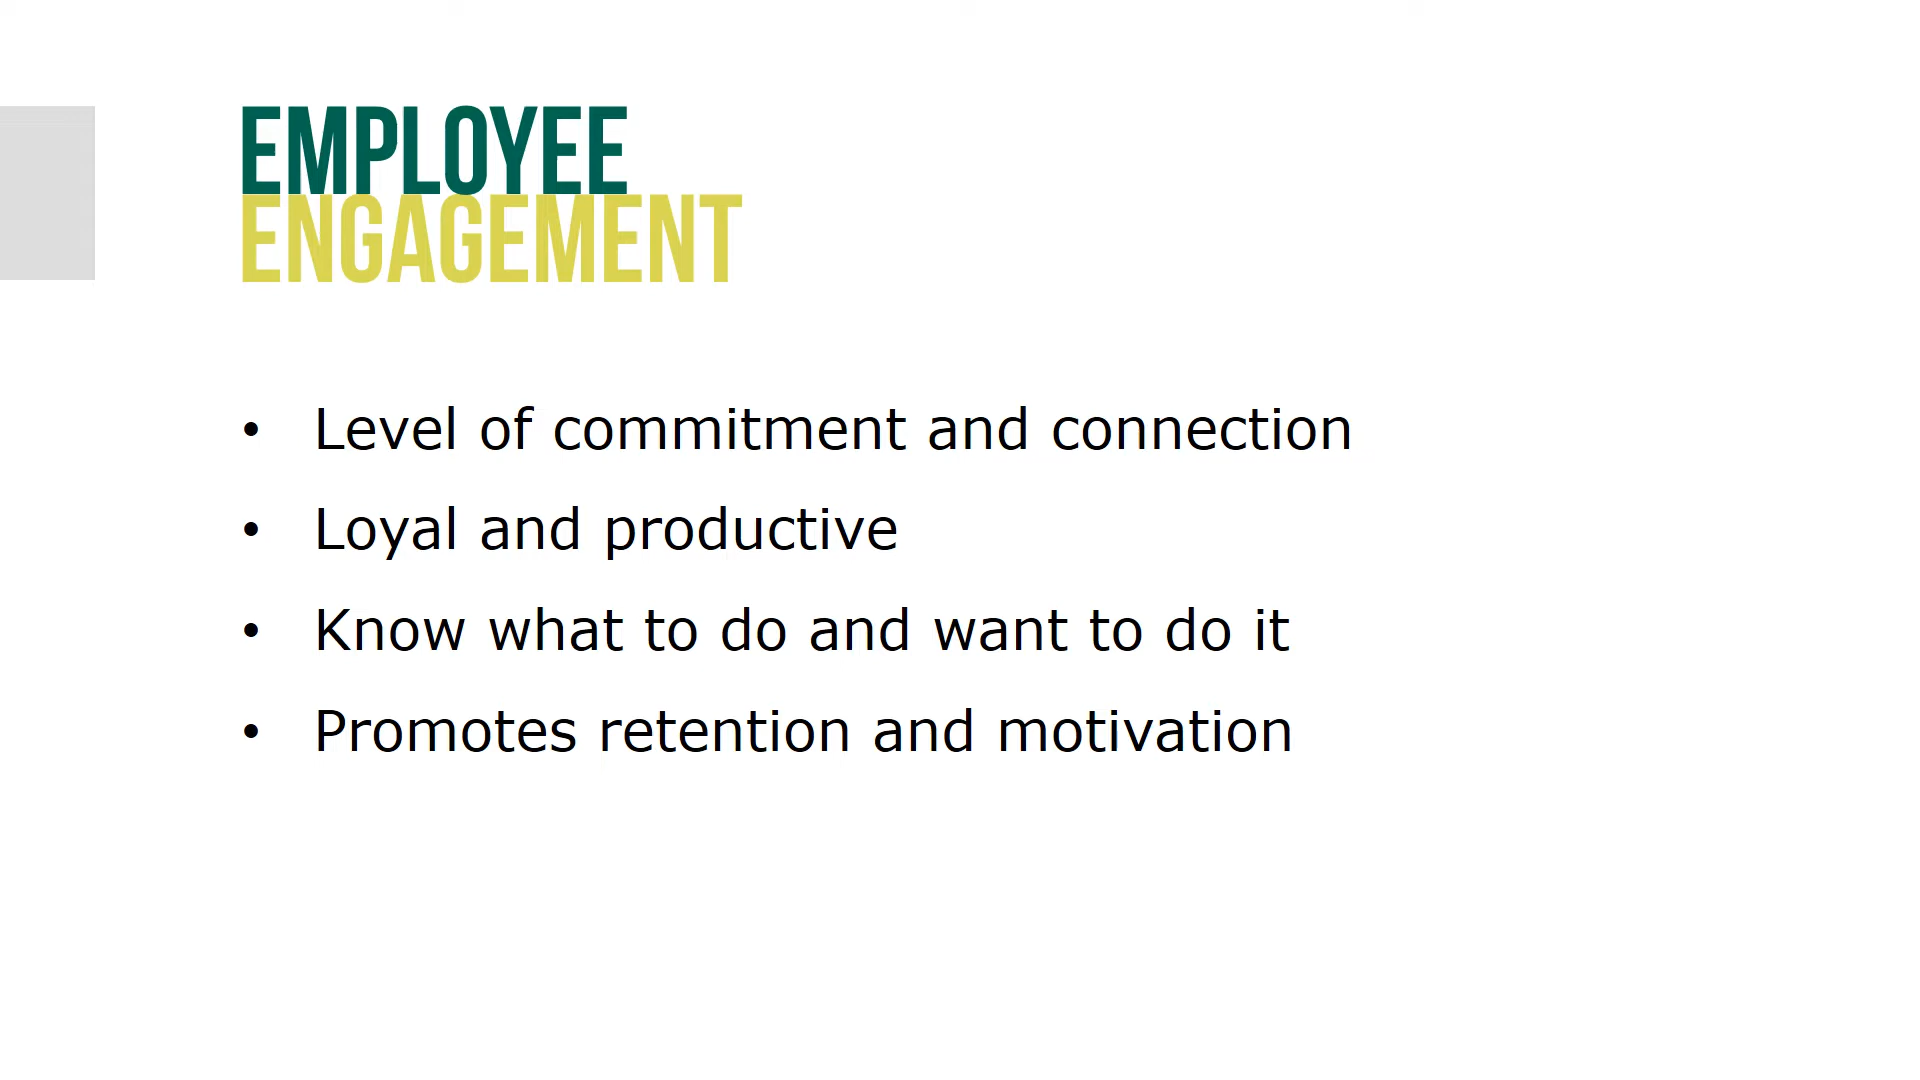 EMPLOYEE
ENGAGEMENT
• Level of commitment and connection
• Loyal and productive
• Know what to do and want to do it
• Promotes retention and motivation